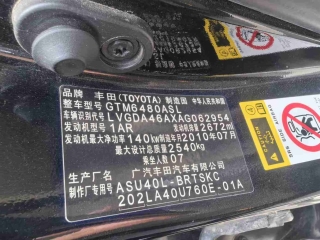 品牌 丰田(TOYOTA) 制造国 中华人民共和国
整车型号 GTM6480ASL
车辆识别代号 LVGDA46AXAG062954
发动机型号 1AR 发动机排量 2672ml
发动机最大净功率 140kw 制造年月 2010年07月
最大设计总质量 2540kg
乘坐人数 07
生产厂名 广汽丰田汽车有限公司
制作厂专用号 ASU40L-BRTSKC
202LA40U760E-01A